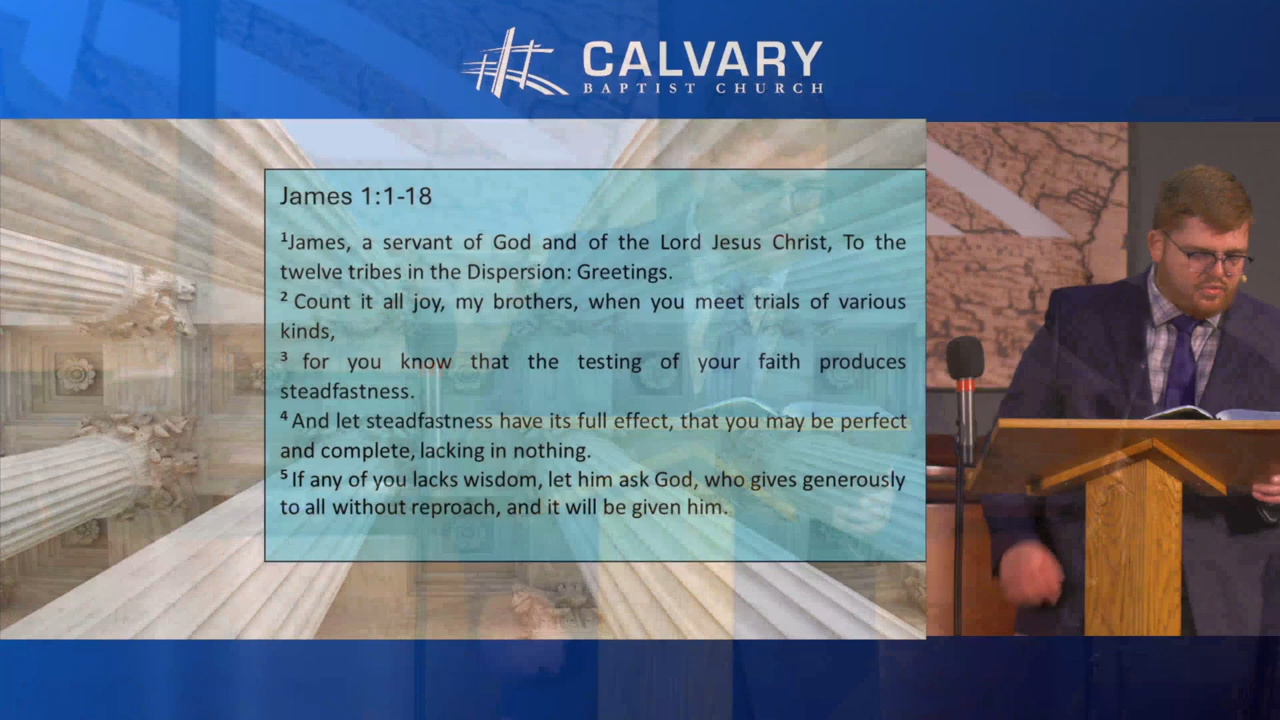 CALVARY
BAPTIST CHURCH
James 1:1-18
¹James, a servant of God and of the Lord Jesus Christ, To the
twelve tribes in the Dispersion: Greetings.
² Count it all joy, my brothers, when you meet trials of various
kinds,
³ for you know that the testing of your faith produces
steadfastness.
⁴ And let steadfastness have its full effect, that you may be perfect
and complete, lacking in nothing.
⁵ If any of you lacks wisdom, let him ask God, who gives generously
to all without reproach, and it will be given him.